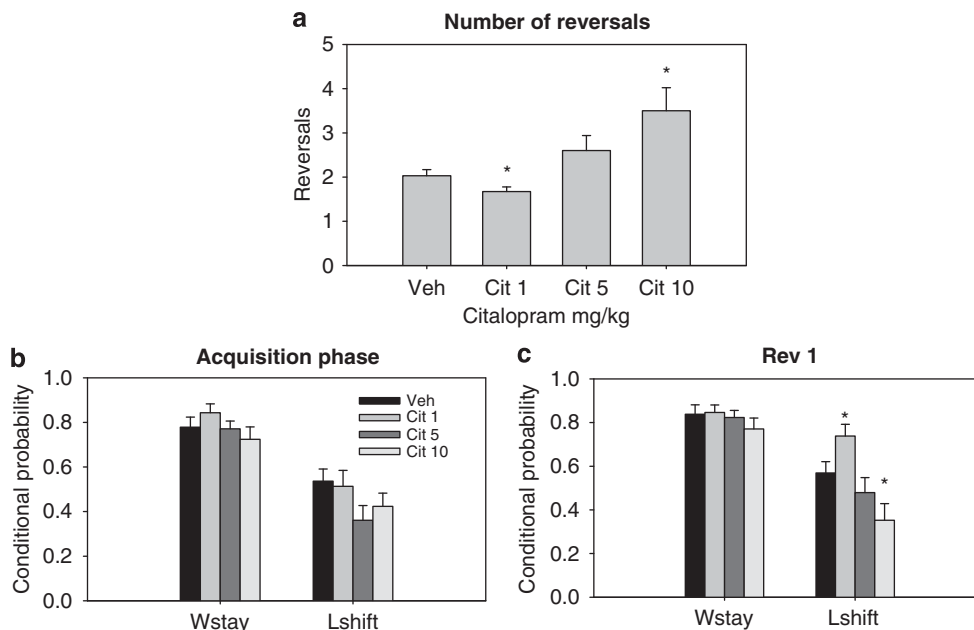 a
Number of reversals
5
4
3
2
1
0
Reversals
*
*
Veh Cit 1 Cit 5 Cit 10
Citalopram mg/kg
b
Acquisition phase
1.0
0.8
0.6
0.4
0.2
0.0
Conditional probability
Veh
Cit 1
Cit 5
Cit 10
Wstay Lshift
c
Rev 1
1.0
0.8
0.6
0.4
0.2
0.0
Conditional probability
*
*
Wstay Lshift